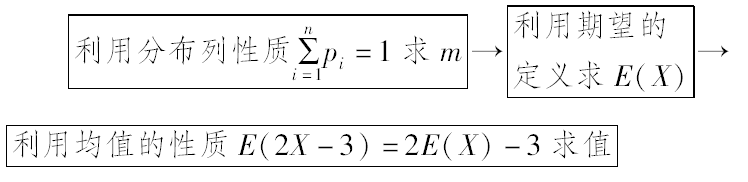 利用分布列性质$\sum_{i=1}^{n} p_i = 1$ 求 m → 利用期望的定义求 E(X) →
利用均值的性质 E(2X-3)=2E(X)-3 求值